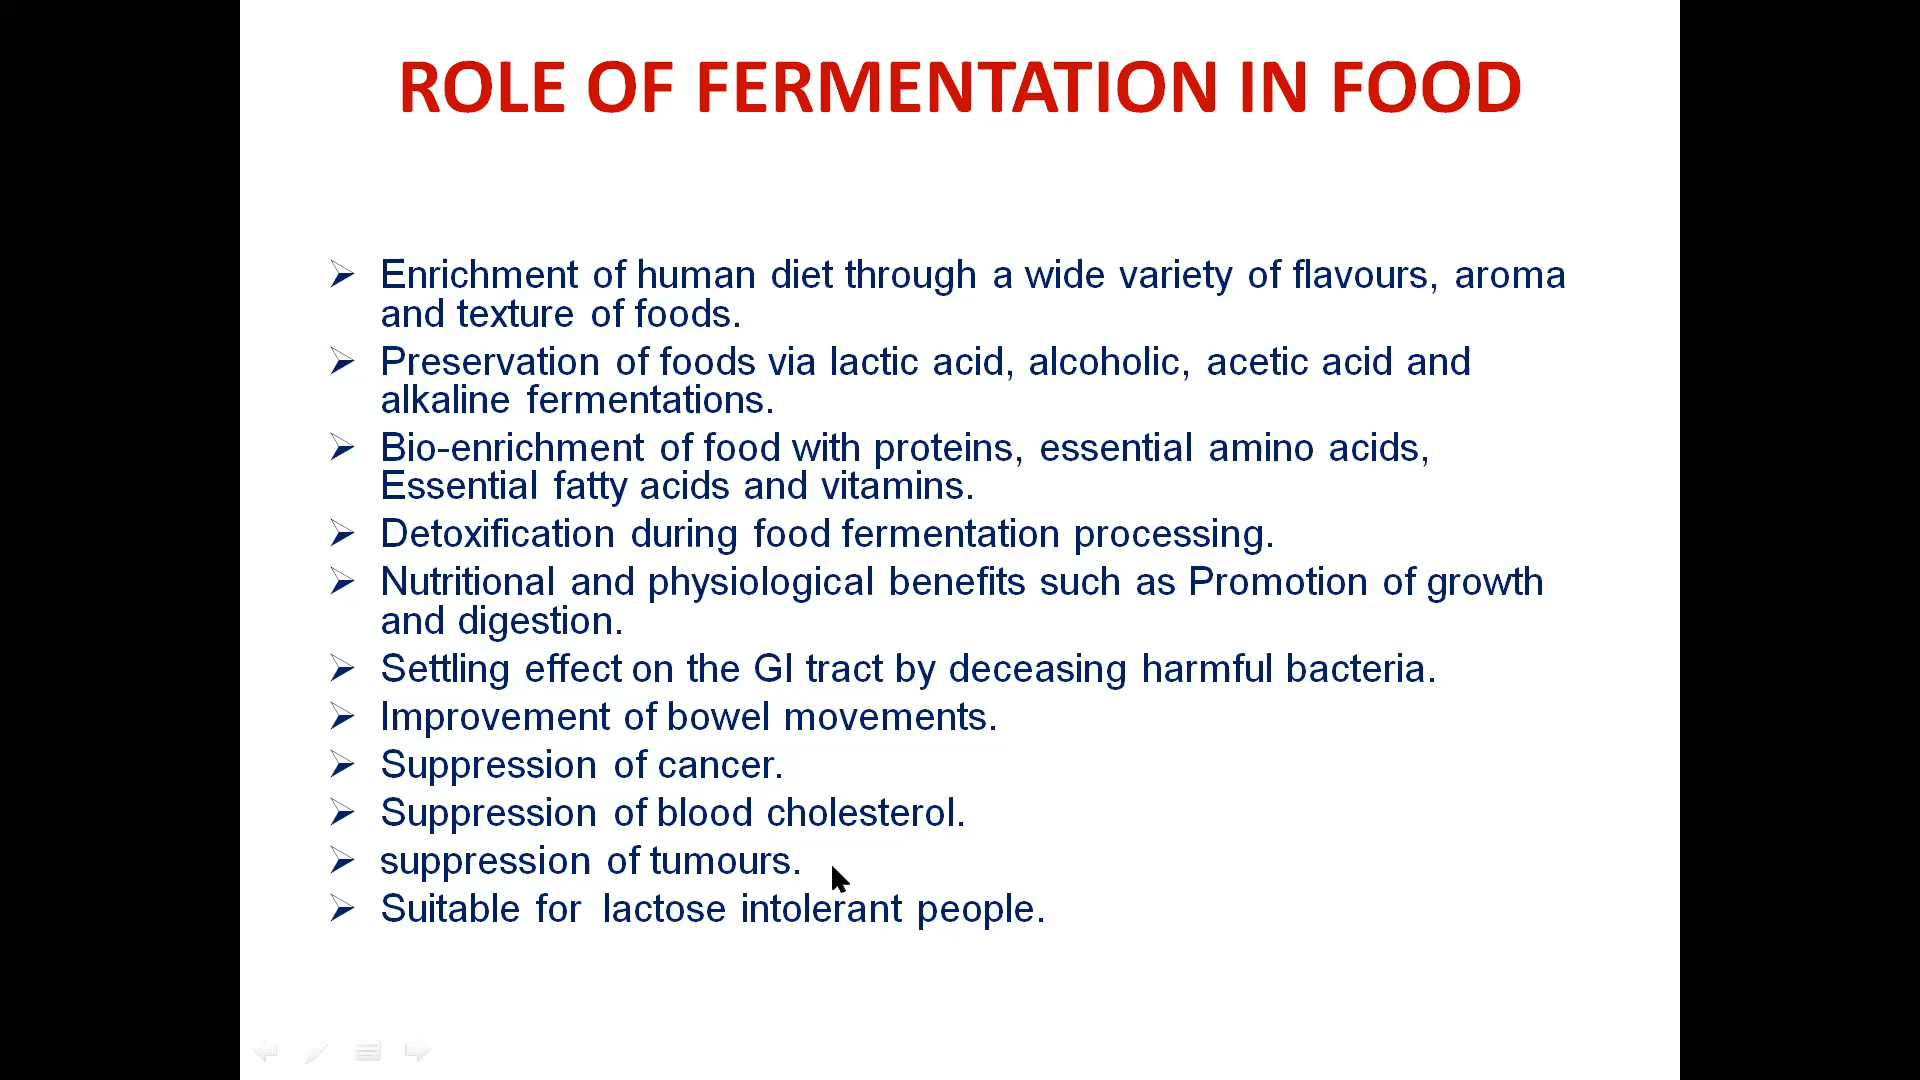 ROLE OF FERMENTATION IN FOOD
Enrichment of human diet through a wide variety of flavours, aroma
and texture of foods.
Preservation of foods via lactic acid, alcoholic, acetic acid and
alkaline fermentations.
Bio-enrichment of food with proteins, essential amino acids,
Essential fatty acids and vitamins.
Detoxification during food fermentation processing.
Nutritional and physiological benefits such as Promotion of growth
and digestion.
Settling effect on the GI tract by deceasing harmful bacteria.
Improvement of bowel movements.
Suppression of cancer.
Suppression of blood cholesterol.
suppression of tumours.
Suitable for lactose intolerant people.